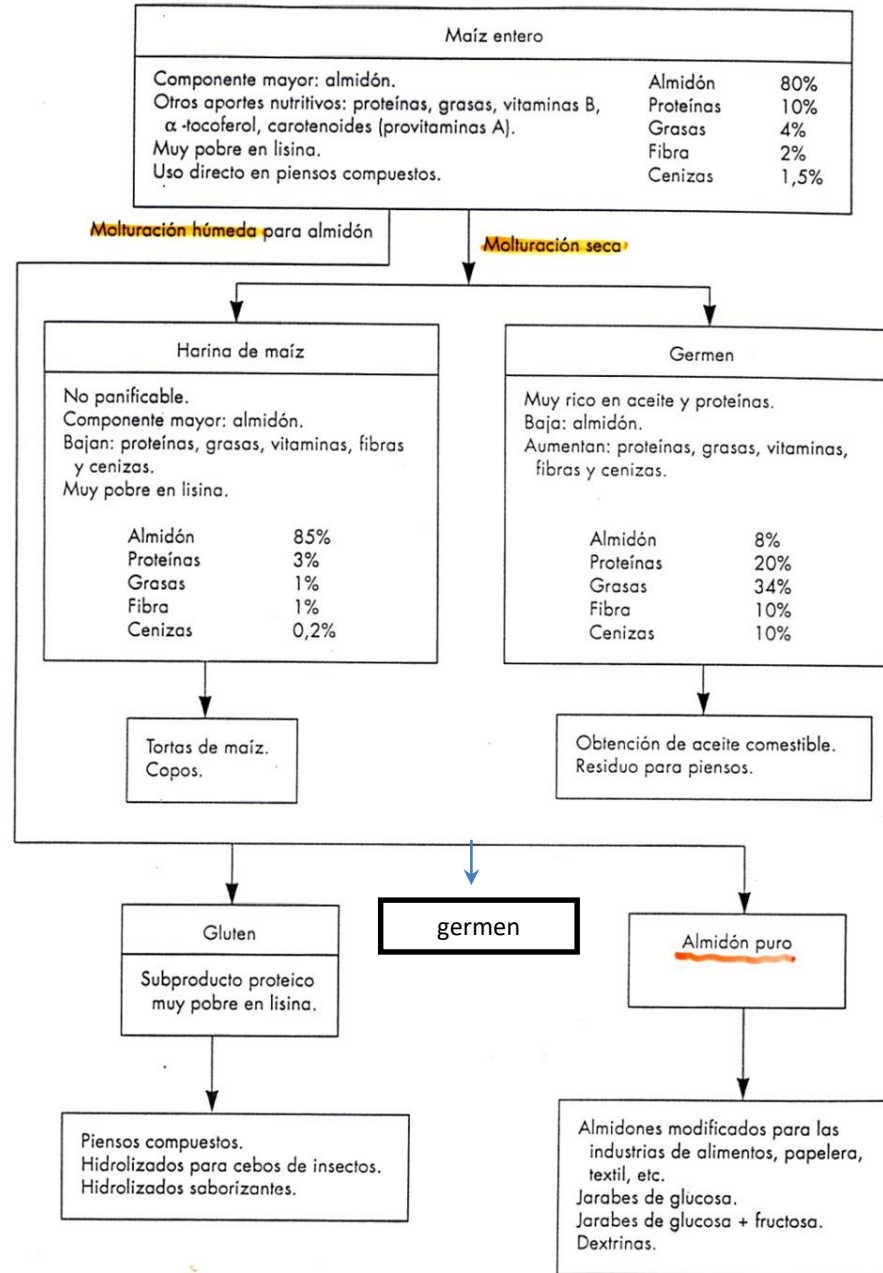 Maíz entero
Componente mayor: almidón.
Otros aportes nutritivos: proteínas, grasas, vitaminas B,
α -tocoferol, carotenoides (provitaminas A).
Muy pobre en lisina.
Uso directo en piensos compuestos.
Almidón 80%
Proteínas 10%
Grasas 4%
Fibra 2%
Cenizas 1,5%
Molturación húmeda para almidón
Molturación seca
Harina de maíz
No panificable.
Componente mayor: almidón.
Bajan: proteínas, grasas, vitaminas, fibras
y cenizas.
Muy pobre en lisina.
Almidón 85%
Proteínas 3%
Grasas 1%
Fibra 1%
Cenizas 0,2%
Germen
Muy rico en aceite y proteínas.
Baja: almidón.
Aumentan: proteínas, grasas, vitaminas,
fibras y cenizas.
Almidón 8%
Proteínas 20%
Grasas 34%
Fibra 10%
Cenizas 10%
Tortas de maíz.
Copos.
Obtención de aceite comestible.
Residuo para piensos.
Gluten
Subproducto proteico
muy pobre en lisina.
germen
Almidón puro
Piensos compuestos.
Hidrolizados para cebos de insectos.
Hidrolizados saborizantes.
Almidones modificados para las
industrias de alimentos, papelera,
textil, etc.
Jarabes de glucosa.
Jarabes de glucosa + fructosa.
Dextrinas.